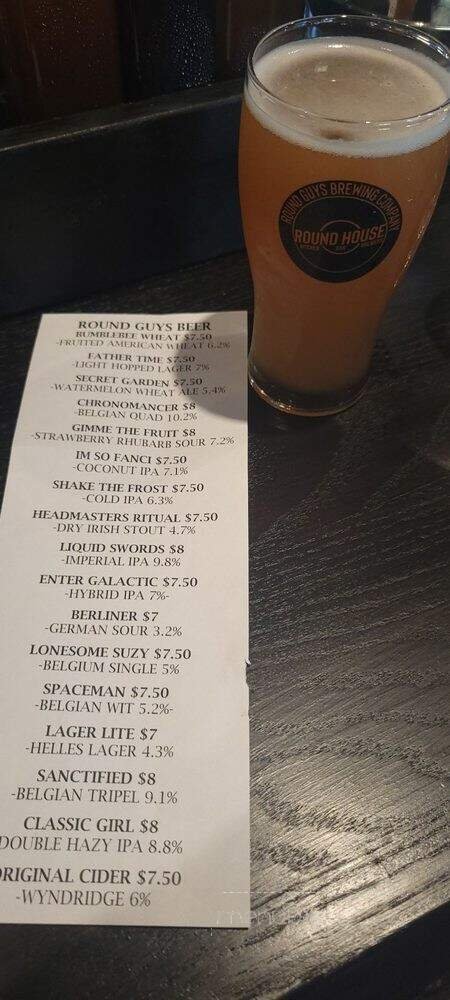 ROUND GUYS BREWING COMPANY
ROUND HOUSE
KITCHEN BAR
ROUND GUYS BEER
BUMBLEBEE WHEAT $7.50
-FRUITED AMERICAN WHEAT 6.2%
FATHER TIME $7.50
-LIGHT HOPPED LAGER 7%
SECRET GARDEN $7.50
-WATERMELON WHEAT ALE 5.4%
CHRONOMANCER $8
-BELGIAN QUAD 10.2%
GIMME THE FRUIT $8
-STRAWBERRY RHUBARB SOUR 7.2%
IM SO FANCI $7.50
-COCONUT IPA 7.1%
SHAKE THE FROST $7.50
-COLD IPA 6.3%
HEADMASTERS RITUAL $7.50
-DRY IRISH STOUT 4.7%
LIQUID SWORDS $8
-IMPERIAL IPA 9.8%
ENTER GALACTIC $7.50
-HYBRID IPA 7%-
BERLINER $7
-GERMAN SOUR 3.2%
LONESOME SUZY $7.50
-BELGIUM SINGLE 5%
SPACEMAN $7.50
-BELGIAN WIT 5.2%-
LAGER LITE $7
-HELLES LAGER 4.3%
SANCTIFIED $8
-BELGIAN TRIPEL 9.1%
CLASSIC GIRL $8
DOUBLE HAZY IPA 8.8%
ORIGINAL CIDER $7.50
-WYNDRIDGE 6%